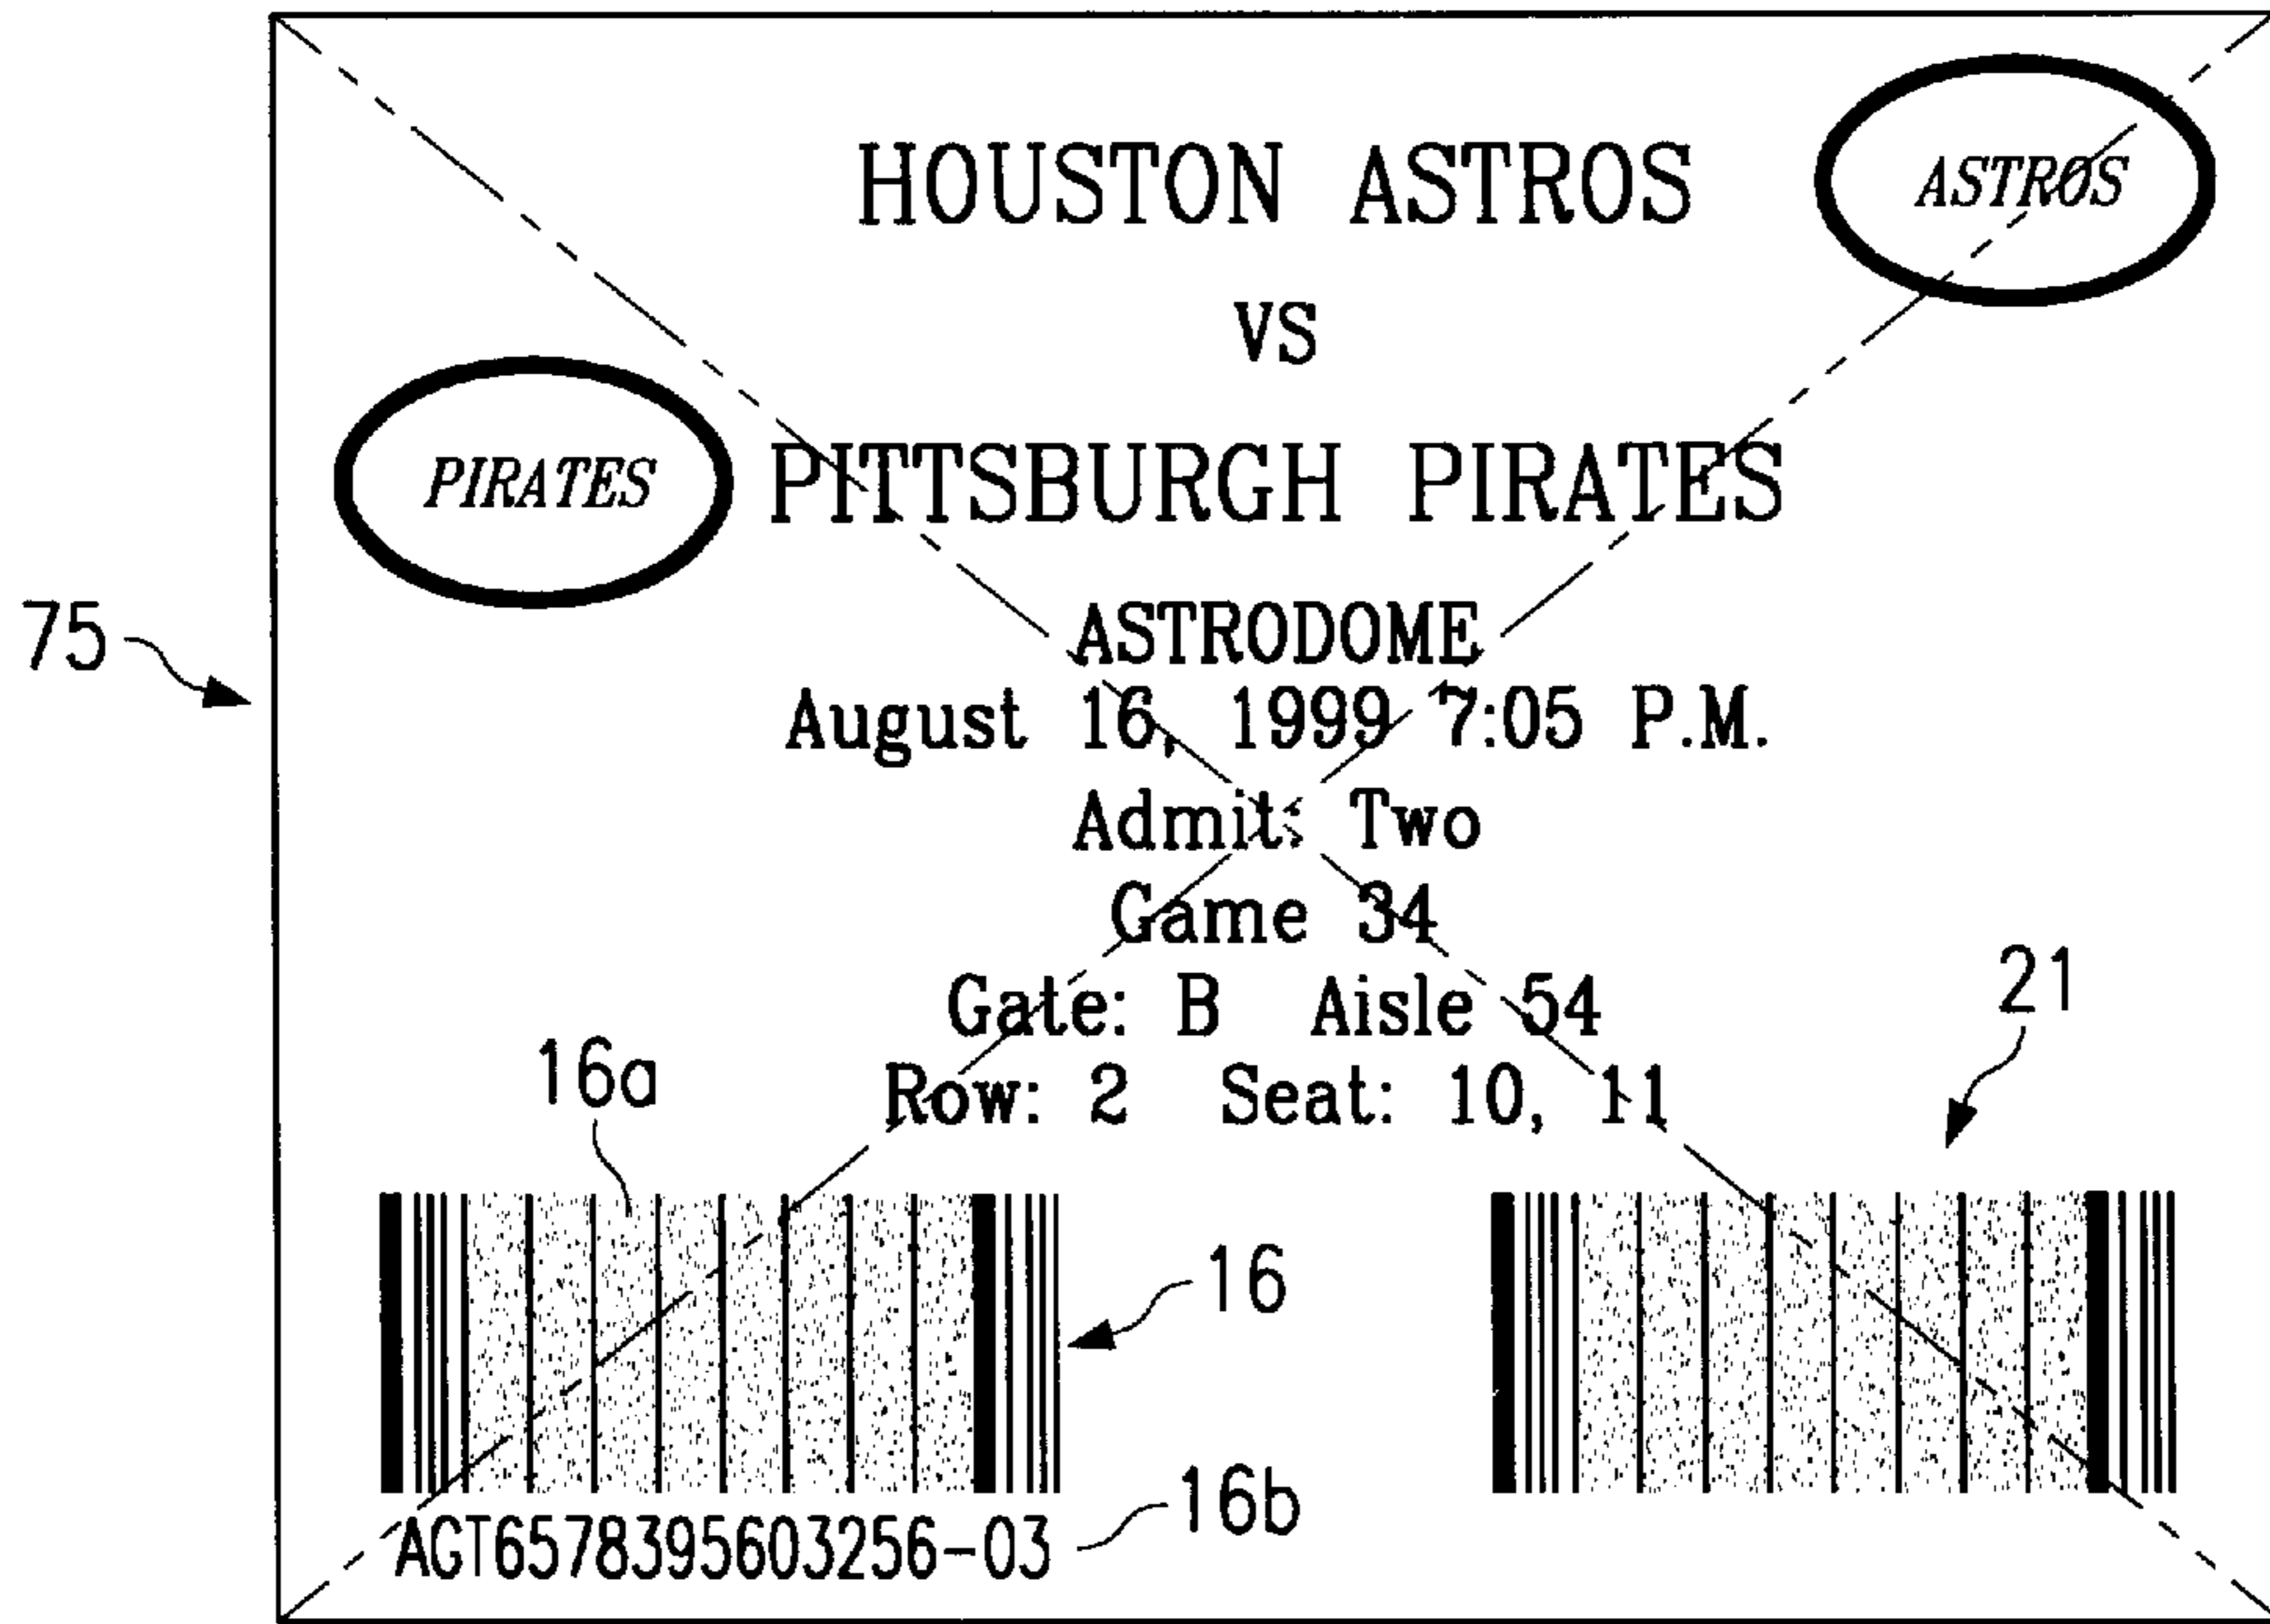 HOUSTON ASTROS
ASTROS
VS
PIRATES
PITTSBURGH PIRATES
75
ASTRODOME
August 16, 1999 7:05 P.M.
Admit: Two
Game 34
Gate: B Aisle 54
21
16a
Row: 2 Seat: 10, 11
16
16b
AGT6578395603256-03